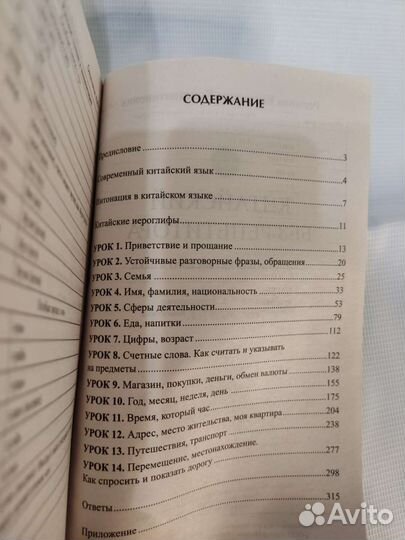 СОДЕРЖАНИЕ
Предисловие 3
Современный китайский язык 4
Интонация в китайском языке 7
Китайские иероглифы 11
УРОК 1. Приветствие и прощание 13
УРОК 2. Устойчивые разговорные фразы, обращения 20
УРОК 3. Семья 25
УРОК 4. Имя, фамилия, национальность 33
УРОК 5. Сферы деятельности 53
УРОК 6. Еда, напитки 79
УРОК 7. Цифры, возраст 112
УРОК 8. Счетные слова. Как считать и указывать
на предметы 122
УРОК 9. Магазин, покупки, деньги, обмен валюты 138
УРОК 10. Год, месяц, неделя, день 155
УРОК 11. Время, который час 175
УРОК 12. Адрес, место жительства, моя квартира 204
УРОК 13. Путешествия, транспорт 238
УРОК 14. Перемещение, местонахождение.
Как спросить и показать дорогу 277
Ответы 298
Приложение 315
Avito